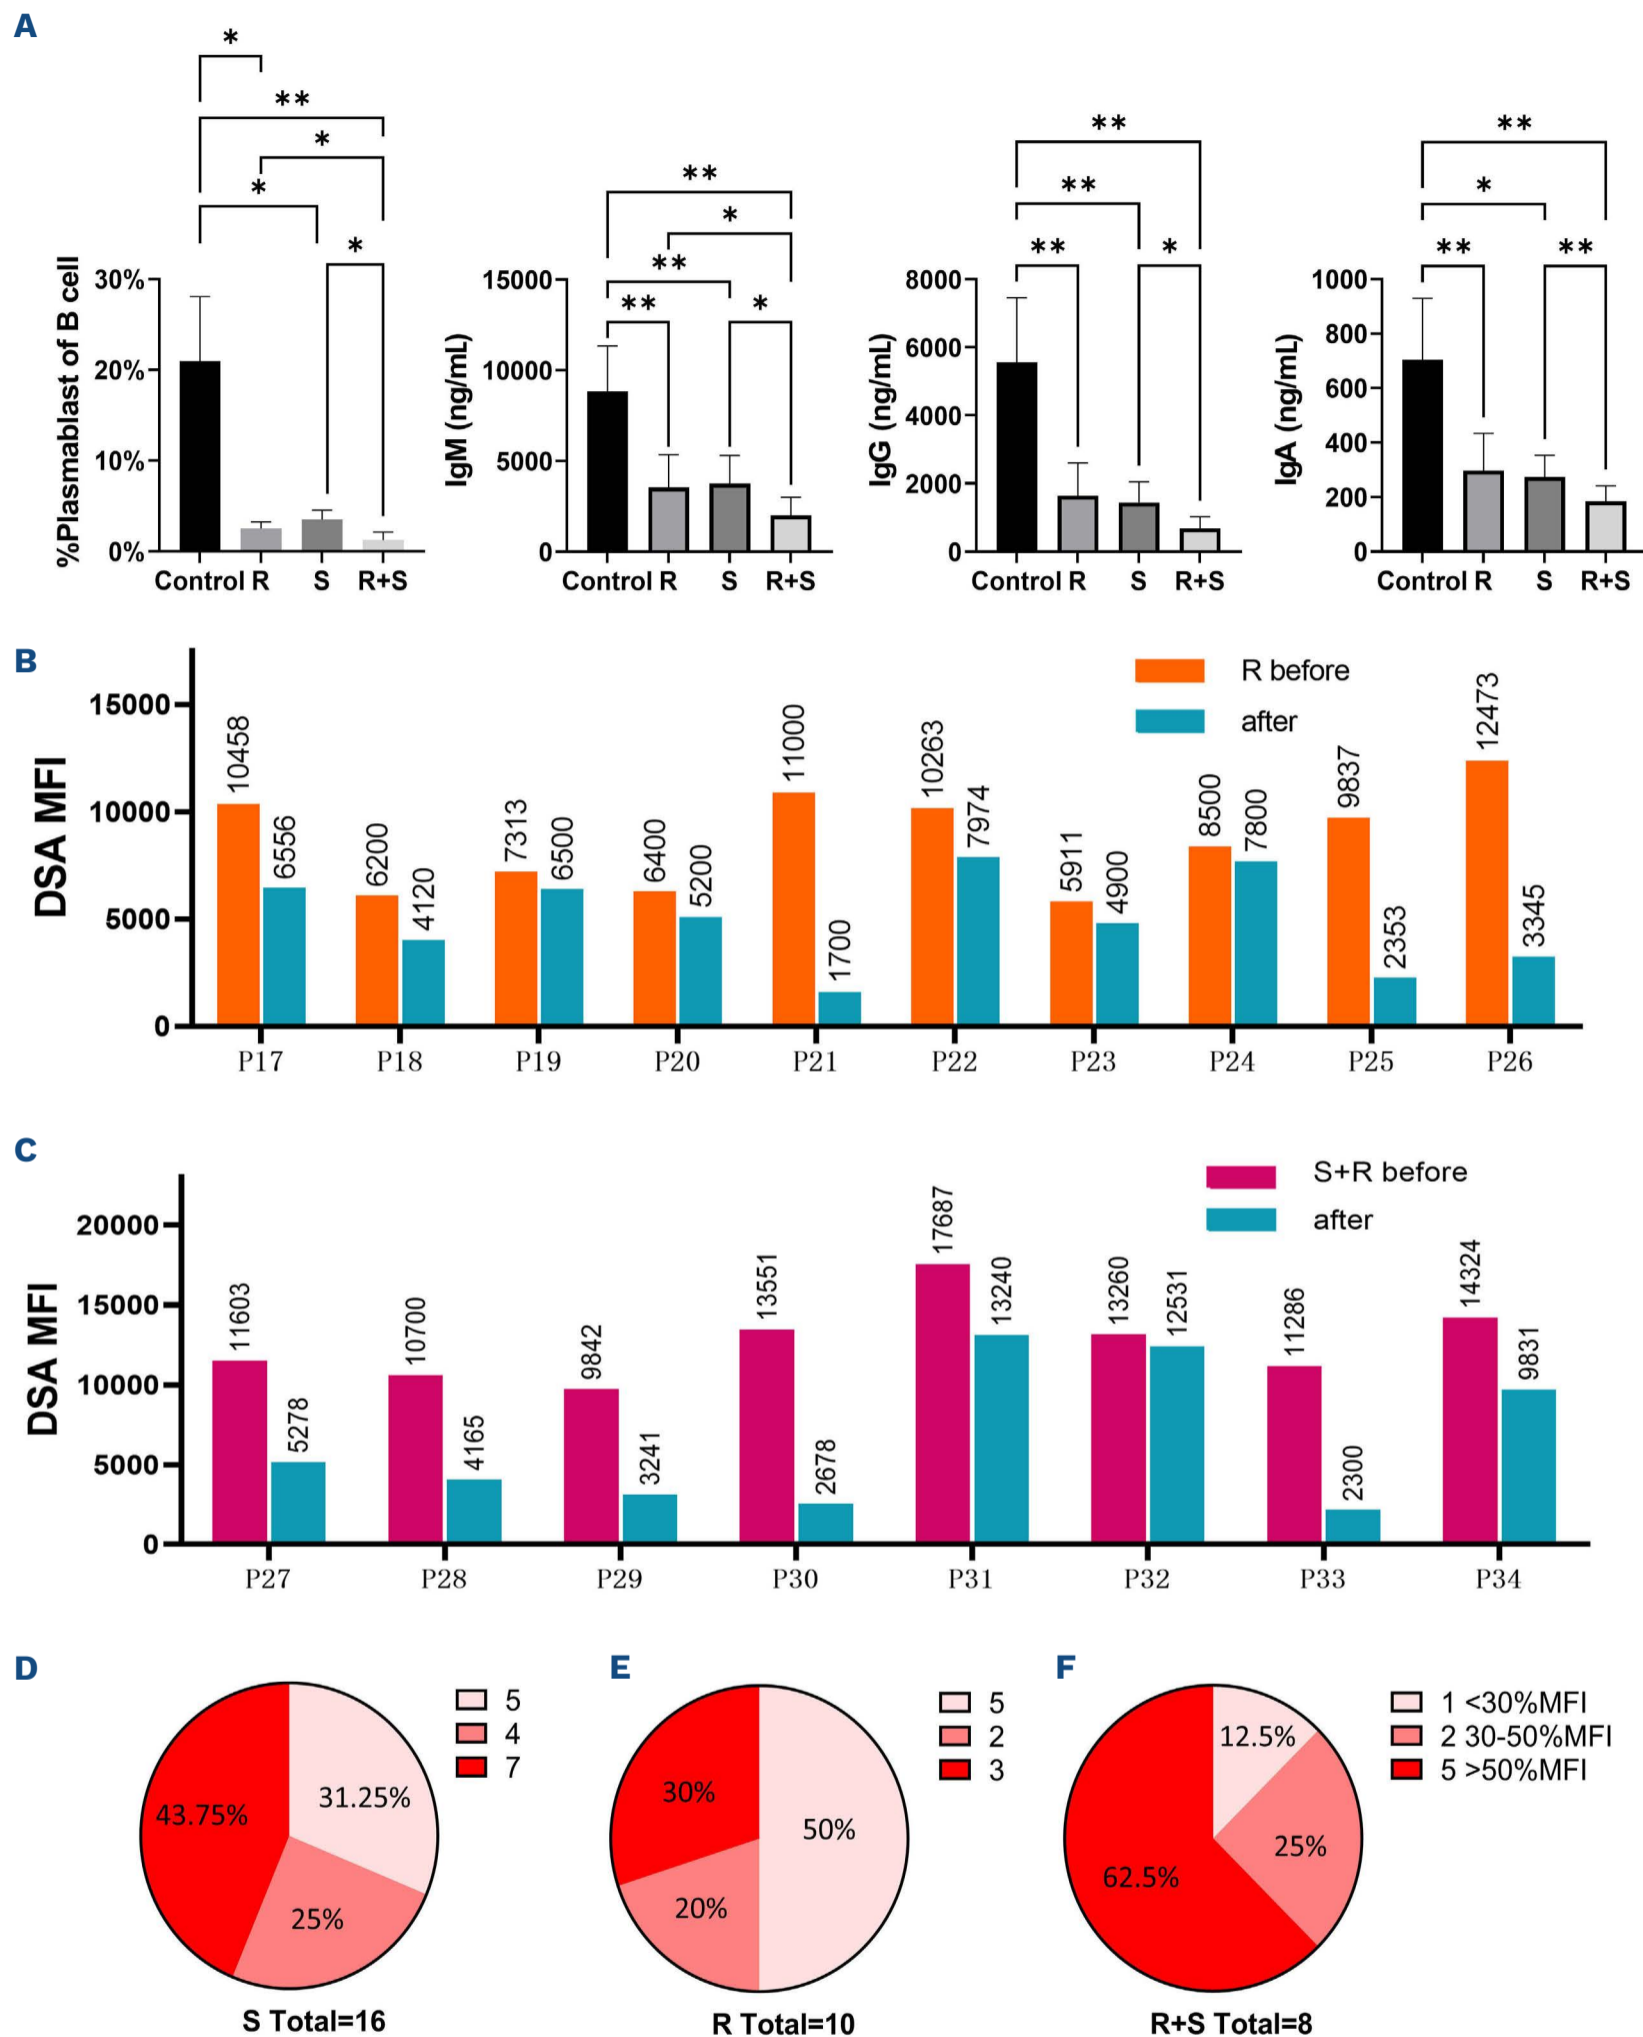 A
* ** * * *
30%
20%
10%
0%
%Plasmablast of B cell
Control R S R+S
** * ** ** *
15000
10000
5000
0
IgM (ng/mL)
Control R S R+S
** ** ** *
8000
6000
4000
2000
0
IgG (ng/mL)
Control R S R+S
** * ** **
1000
800
600
400
200
0
IgA (ng/mL)
Control R S R+S
B
R before
after
DSA MFI
15000
10000
5000
0
10458 6556 6200 4120 7313 6500 6400 5200 11000 1700 10263 7974 5911 4900 8500 7800 9837 2353 12473 3345
P17 P18 P19 P20 P21 P22 P23 P24 P25 P26
C
S+R before
after
DSA MFI
20000
15000
10000
5000
0
11603 5278 10700 4165 9842 3241 13551 2678 17687 13240 13260 12531 11286 2300 14324 9831
P27 P28 P29 P30 P31 P32 P33 P34
D
5
4
7
31.25%
43.75%
25%
S Total=16
E
5
2
3
30%
50%
20%
R Total=10
F
1 <30%MFI
2 30-50%MFI
5 >50%MFI
12.5%
25%
62.5%
R+S Total=8